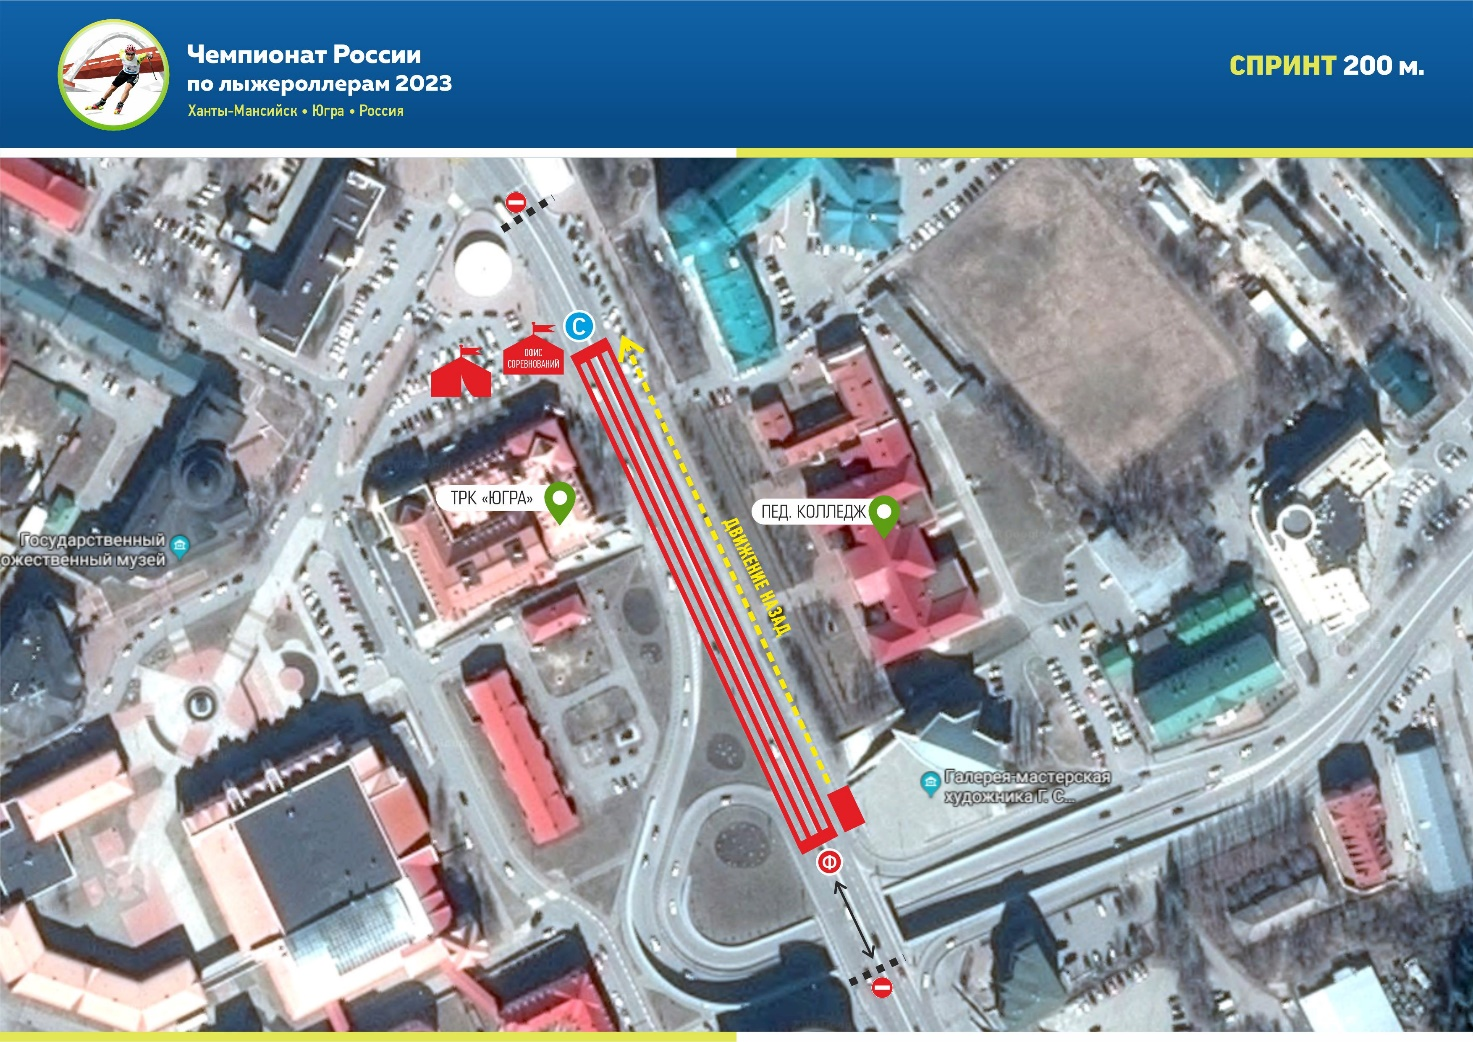 Чемпионат России
по лыжероллерам 2023
Ханты-Мансийск • Югра • Россия
СПРИНТ 200 м.
С
ОФИС
СОРЕВНОВАНИЙ
ТРК «ЮГРА»
ПЕД. КОЛЛЕДЖ
ДВИЖЕНИЕ НАЗАД
Государственный
ожественный музей
Галерея-мастерская
художника Г. С...
Ф